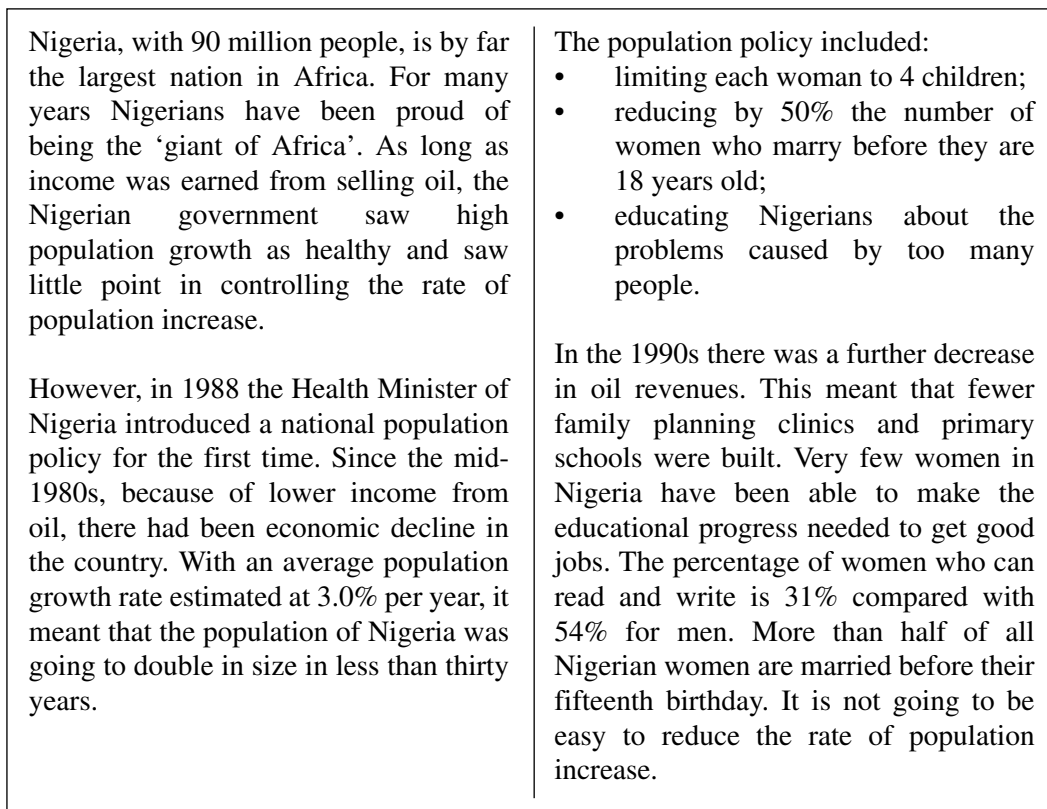 Nigeria, with 90 million people, is by far
the largest nation in Africa. For many
years Nigerians have been proud of
being the ‘giant of Africa’. As long as
income was earned from selling oil, the
Nigerian government saw high
population growth as healthy and saw
little point in controlling the rate of
population increase.
However, in 1988 the Health Minister of
Nigeria introduced a national population
policy for the first time. Since the mid-
1980s, because of lower income from
oil, there had been economic decline in
the country. With an average population
growth rate estimated at 3.0% per year, it
meant that the population of Nigeria was
going to double in size in less than thirty
years.
The population policy included:
• limiting each woman to 4 children;
• reducing by 50% the number of
women who marry before they are
18 years old;
• educating Nigerians about the
problems caused by too many
people.
In the 1990s there was a further decrease
in oil revenues. This meant that fewer
family planning clinics and primary
schools were built. Very few women in
Nigeria have been able to make the
educational progress needed to get good
jobs. The percentage of women who can
read and write is 31% compared with
54% for men. More than half of all
Nigerian women are married before their
fifteenth birthday. It is not going to be
easy to reduce the rate of population
increase.